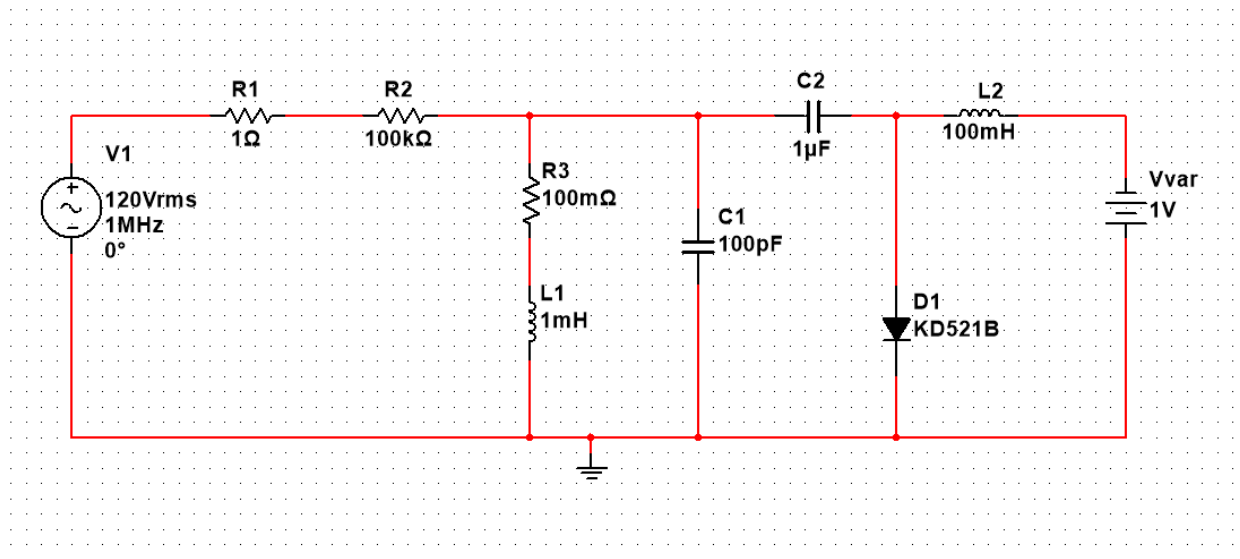 R1
1Ω
R2
100kΩ
C2
1µF
L2
100mH
V1
+
120Vrms
1MHz
0°
R3
100mΩ
C1
100pF
L1
1mH
D1
KD521B
Vvar
1V